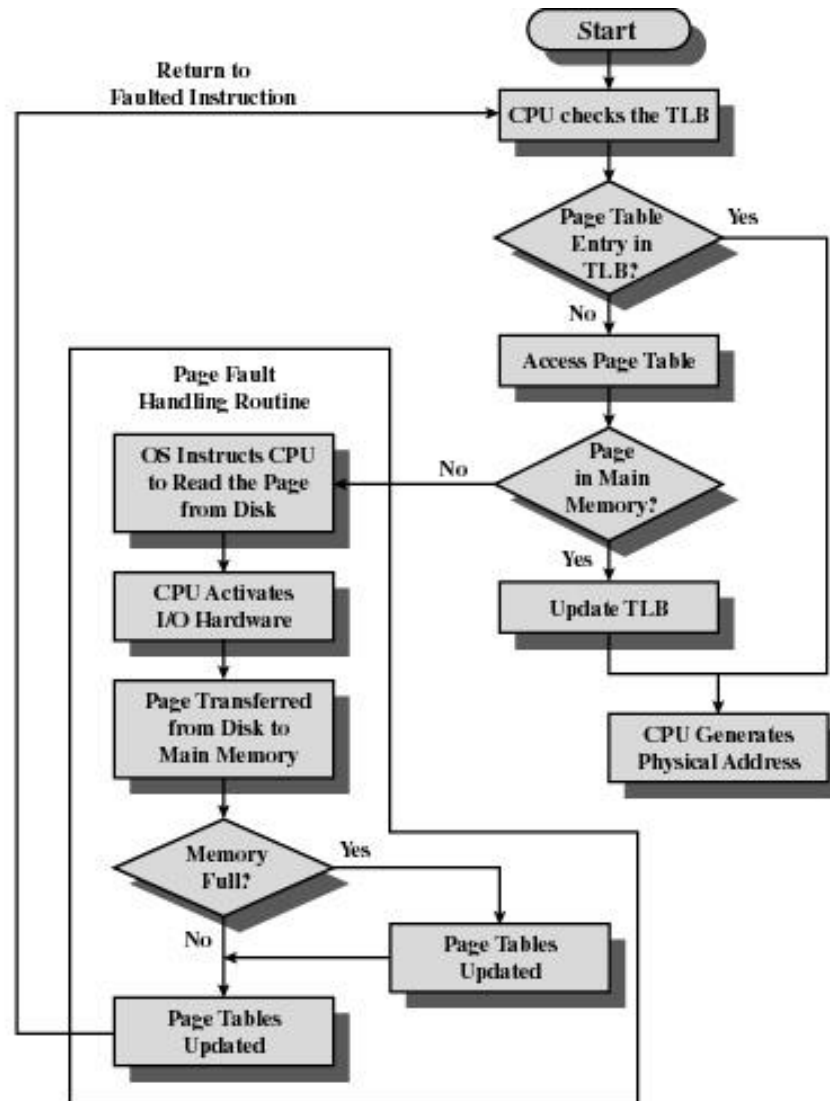 Start
Return to
Faulted Instruction
CPU checks the TLB
Page Table
Entry in
TLB?
Yes
No
Access Page Table
Page Fault
Handling Routine
OS Instructs CPU
to Read the Page
from Disk
No
Page
in Main
Memory?
Yes
CPU Activates
I/O Hardware
Update TLB
Page Transferred
from Disk to
Main Memory
CPU Generates
Physical Address
Memory
Full?
Yes
No
Page Tables
Updated
Page Tables
Updated